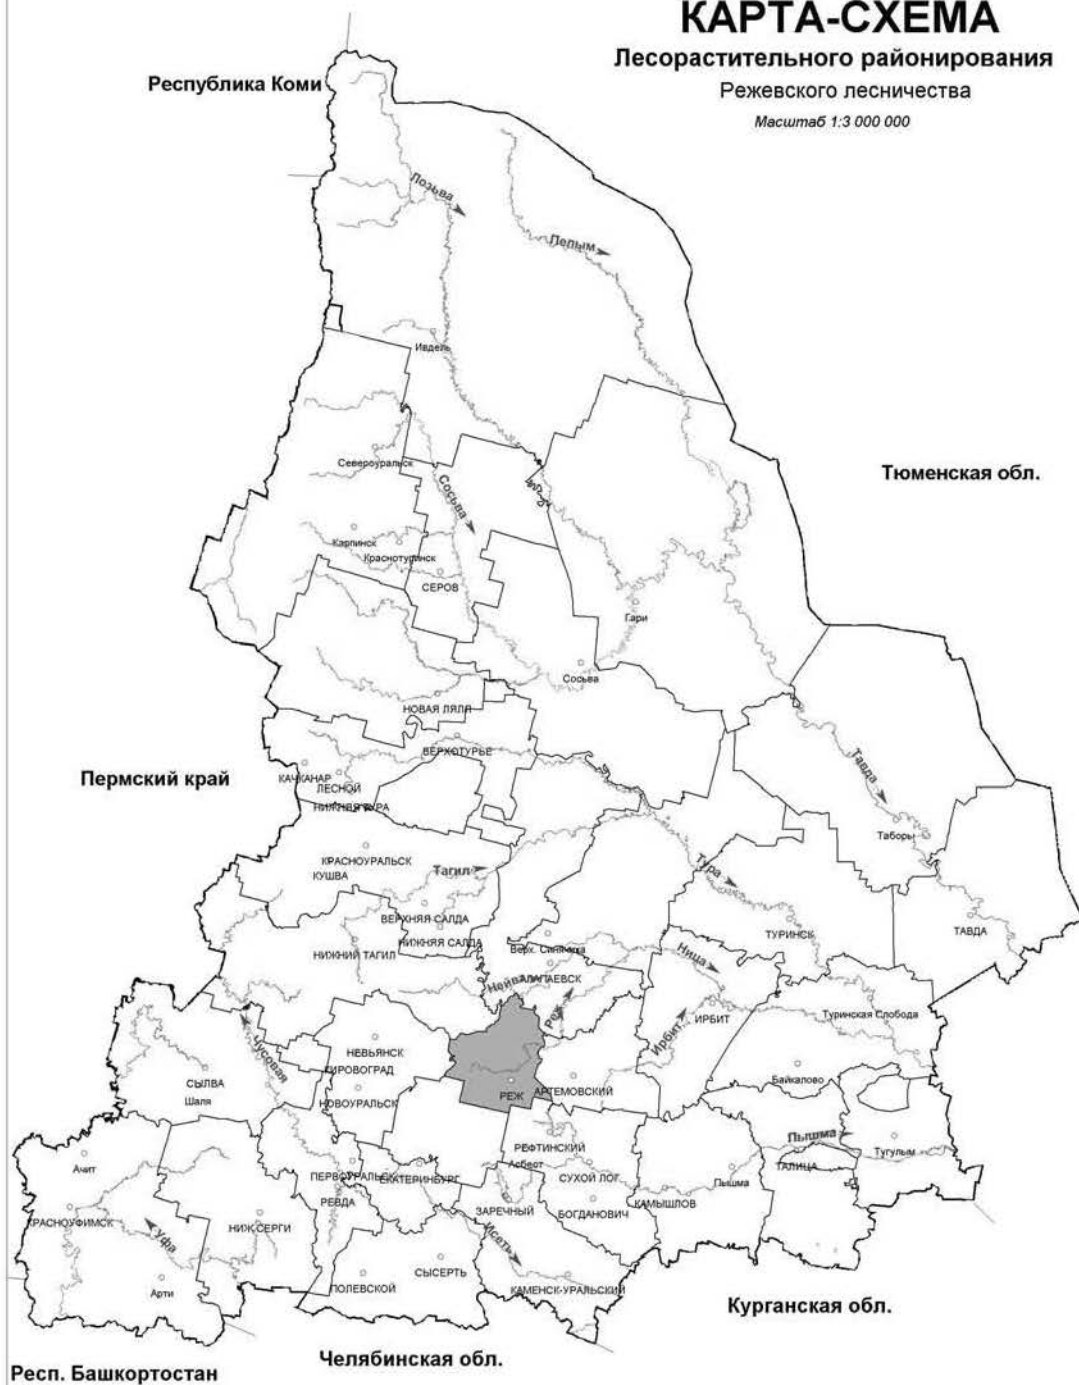 КАРТА-СХЕМА
Лесорастительного районирования
Режевского лесничества
Масштаб 1:3 000 000
Республика Коми
Лозьва
Пелым
Ивдель
Североуральск
Тюменская обл.
Сосьва
Карпинск
Краснотуринск
СЕРОВ
Гари
Сосьва
НОВАЯ ЛЯЛЯ
ВЕРХОТУРЬЕ
Пермский край
КАЧКАНАР
ЛЕСНОЙ
НИЖНЯЯ ТУРА
Тавда
Таборы
КРАСНОУРАЛЬСК
КУШВА
Тагил
Тура
ВЕРХНЯЯ САЛДА
НИЖНЯЯ САЛДА
НИЖНИЙ ТАГИЛ
Верх. Синячиха
ТУРИНСК
ТАВДА
Ница
Нейва
АЛАПАЕВСК
Реж
ИРБИТ
Ирбит
Туринская Слобода
Чусовая
НЕВЬЯНСК
КИРОВОГРАД
СЫЛВА
Шаля
НОВОУРАЛЬСК
РЕЖ
АРТЕМОВСКИЙ
Байкалово
Пышма
Тугулым
РЕФТИНСКИЙ
Асбест
Ачит
ПЕРВОУРАЛЬСК
ЕКАТЕРИНБУРГ
СУХОЙ ЛОГ
ТАЛИЦА
Пышма
РЕВДА
КАМЫШЛОВ
ЗАРЕЧНЫЙ
БОГДАНОВИЧ
КРАСНОУФИМСК
НИЖ.СЕРГИ
Уфа
Исеть
СЫСЕРТЬ
ПОЛЕВСКОЙ
КАМЕНСК-УРАЛЬСКИЙ
Арти
Курганская обл.
Челябинская обл.
Респ. Башкортостан